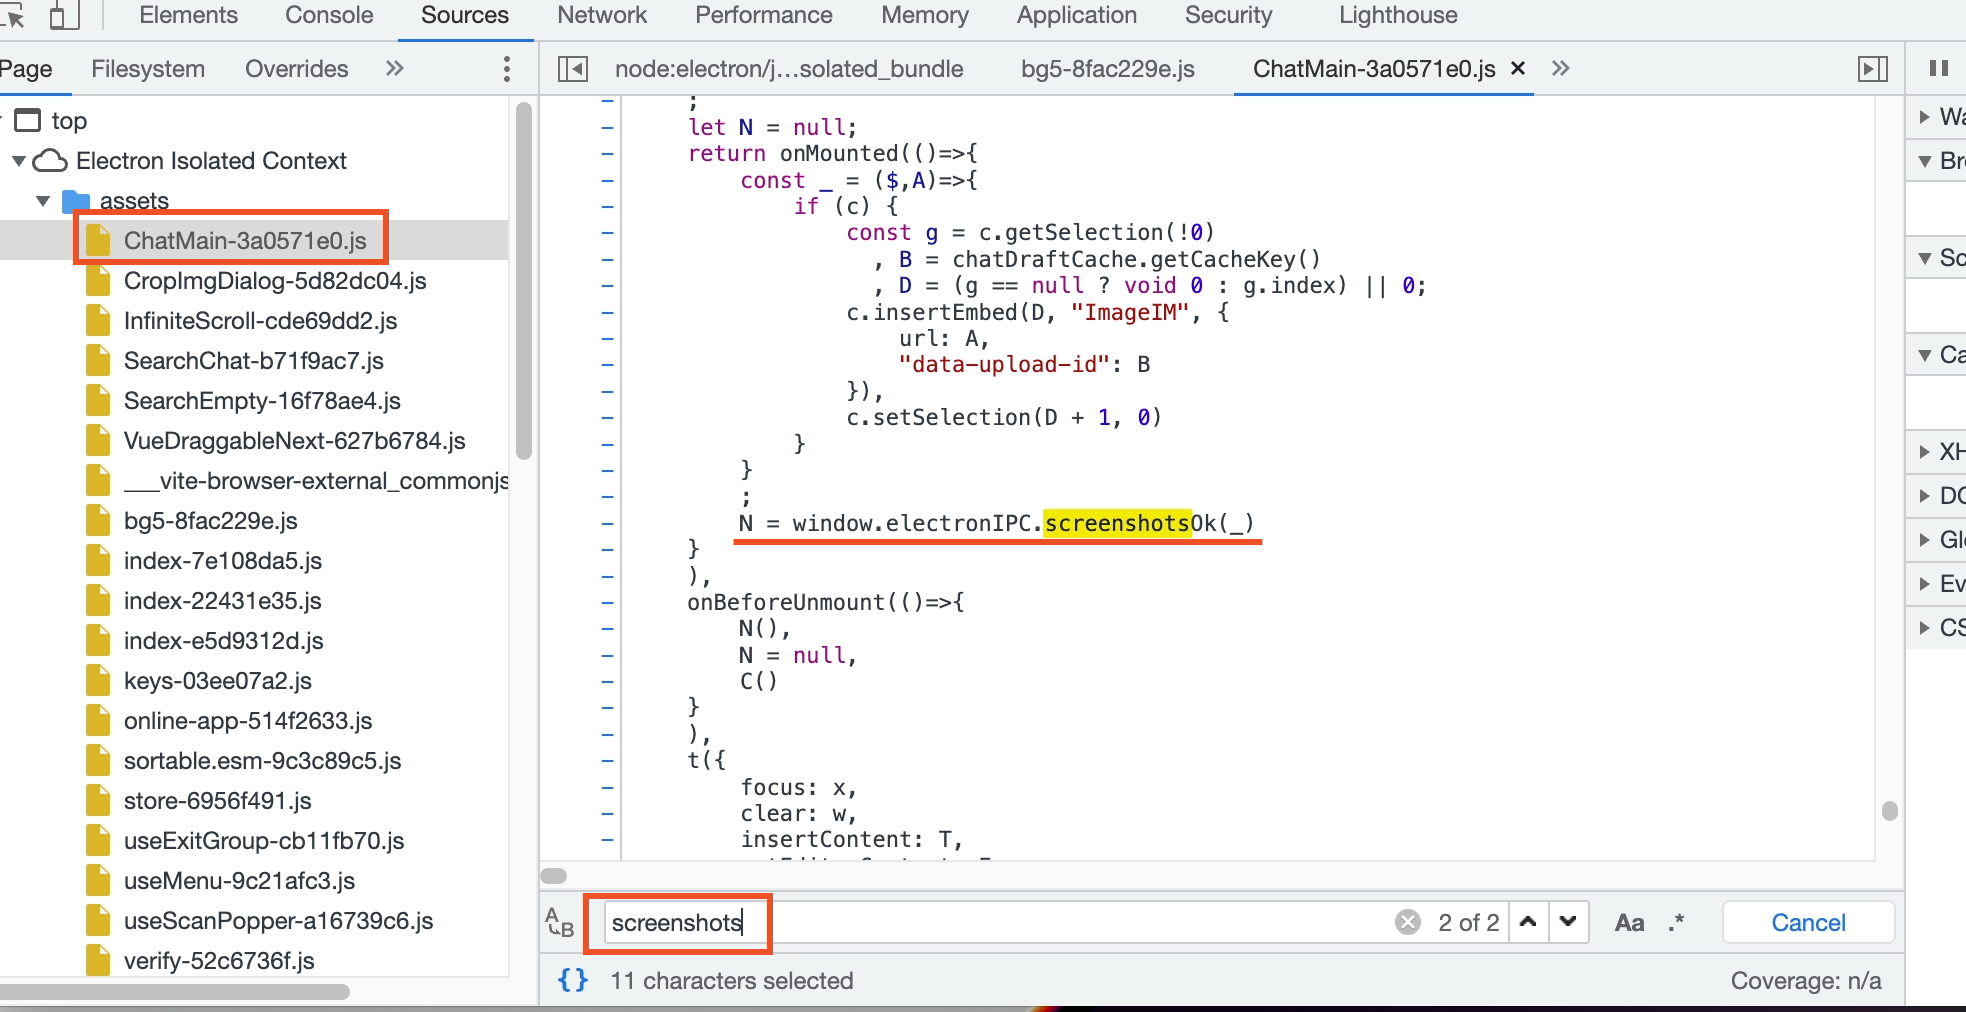 Elements Console Sources Network Performance Memory Application Security Lighthouse
Page Filesystem Overrides »
node:electron/j…solated_bundle bg5-8fac229e.js ChatMain-3a0571e0.js × »
top
Electron Isolated Context
assets
ChatMain-3a0571e0.js
CropImgDialog-5d82dc04.js
InfiniteScroll-cde69dd2.js
SearchChat-b71f9ac7.js
SearchEmpty-16f78ae4.js
VueDraggableNext-627b6784.js
___vite-browser-external_commonjs
bg5-8fac229e.js
index-7e108da5.js
index-22431e35.js
index-e5d9312d.js
keys-03ee07a2.js
online-app-514f2633.js
sortable.esm-9c3c89c5.js
store-6956f491.js
useExitGroup-cb11fb70.js
useMenu-9c21afc3.js
useScanPopper-a16739c6.js
verify-52c6736f.js
;
let N = null;
return onMounted(()=>{
const _ = ($,A)=>{
if (c) {
const g = c.getSelection(!0)
, B = chatDraftCache.getCacheKey()
, D = (g == null ? void 0 : g.index) || 0;
c.insertEmbed(D, "ImageIM", {
url: A,
"data-upload-id": B
}),
c.setSelection(D + 1, 0)
}
}
;
N = window.electronIPC.screenshotsOk(_)
}
),
onBeforeUnmount(()=>{
N(),
N = null,
C()
}
),
t({
focus: x,
clear: w,
insertContent: T,
screenshots 2 of 2 Aa .* Cancel
{} 11 characters selected Coverage: n/a
Wa
Bre
Sc
Ca
XH
DO
Glo
Ev
CS